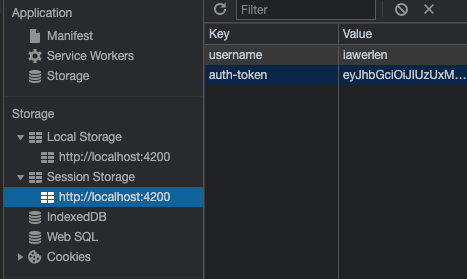 Application
Manifest
Service Workers
Storage
Storage
Local Storage
http://localhost:4200
Session Storage
http://localhost:4200
IndexedDB
Web SQL
Cookies
Filter
Key Value
username iawerlen
auth-token eyJhbGciOiJIUzUxM...